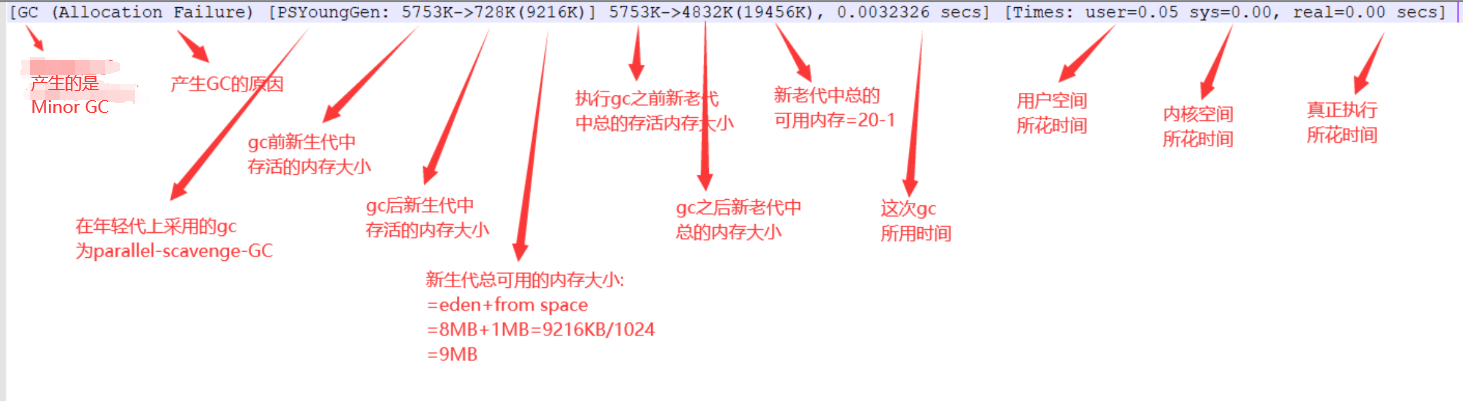 [GC (Allocation Failure) [PSYoungGen: 5753K->728K(9216K)] 5753K->4832K(19456K), 0.0032326 secs] [Times: user=0.05 sys=0.00, real=0.00 secs]
产生的是
Minor GC
产生GC的原因
在年轻代上采用的gc
为parallel-scavenge-GC
gc前新生代中
存活的内存大小
gc后新生代中
存活的内存大小
新生代总可用的内存大小:
=eden+from space
=8MB+1MB=9216KB/1024
=9MB
执行gc之前新老代
中总的存活内存大小
gc之后新老代中
总的内存大小
新老代中总的
可用内存=20-1
这次gc
所用时间
用户空间
所花时间
内核空间
所花时间
真正执行
所花时间